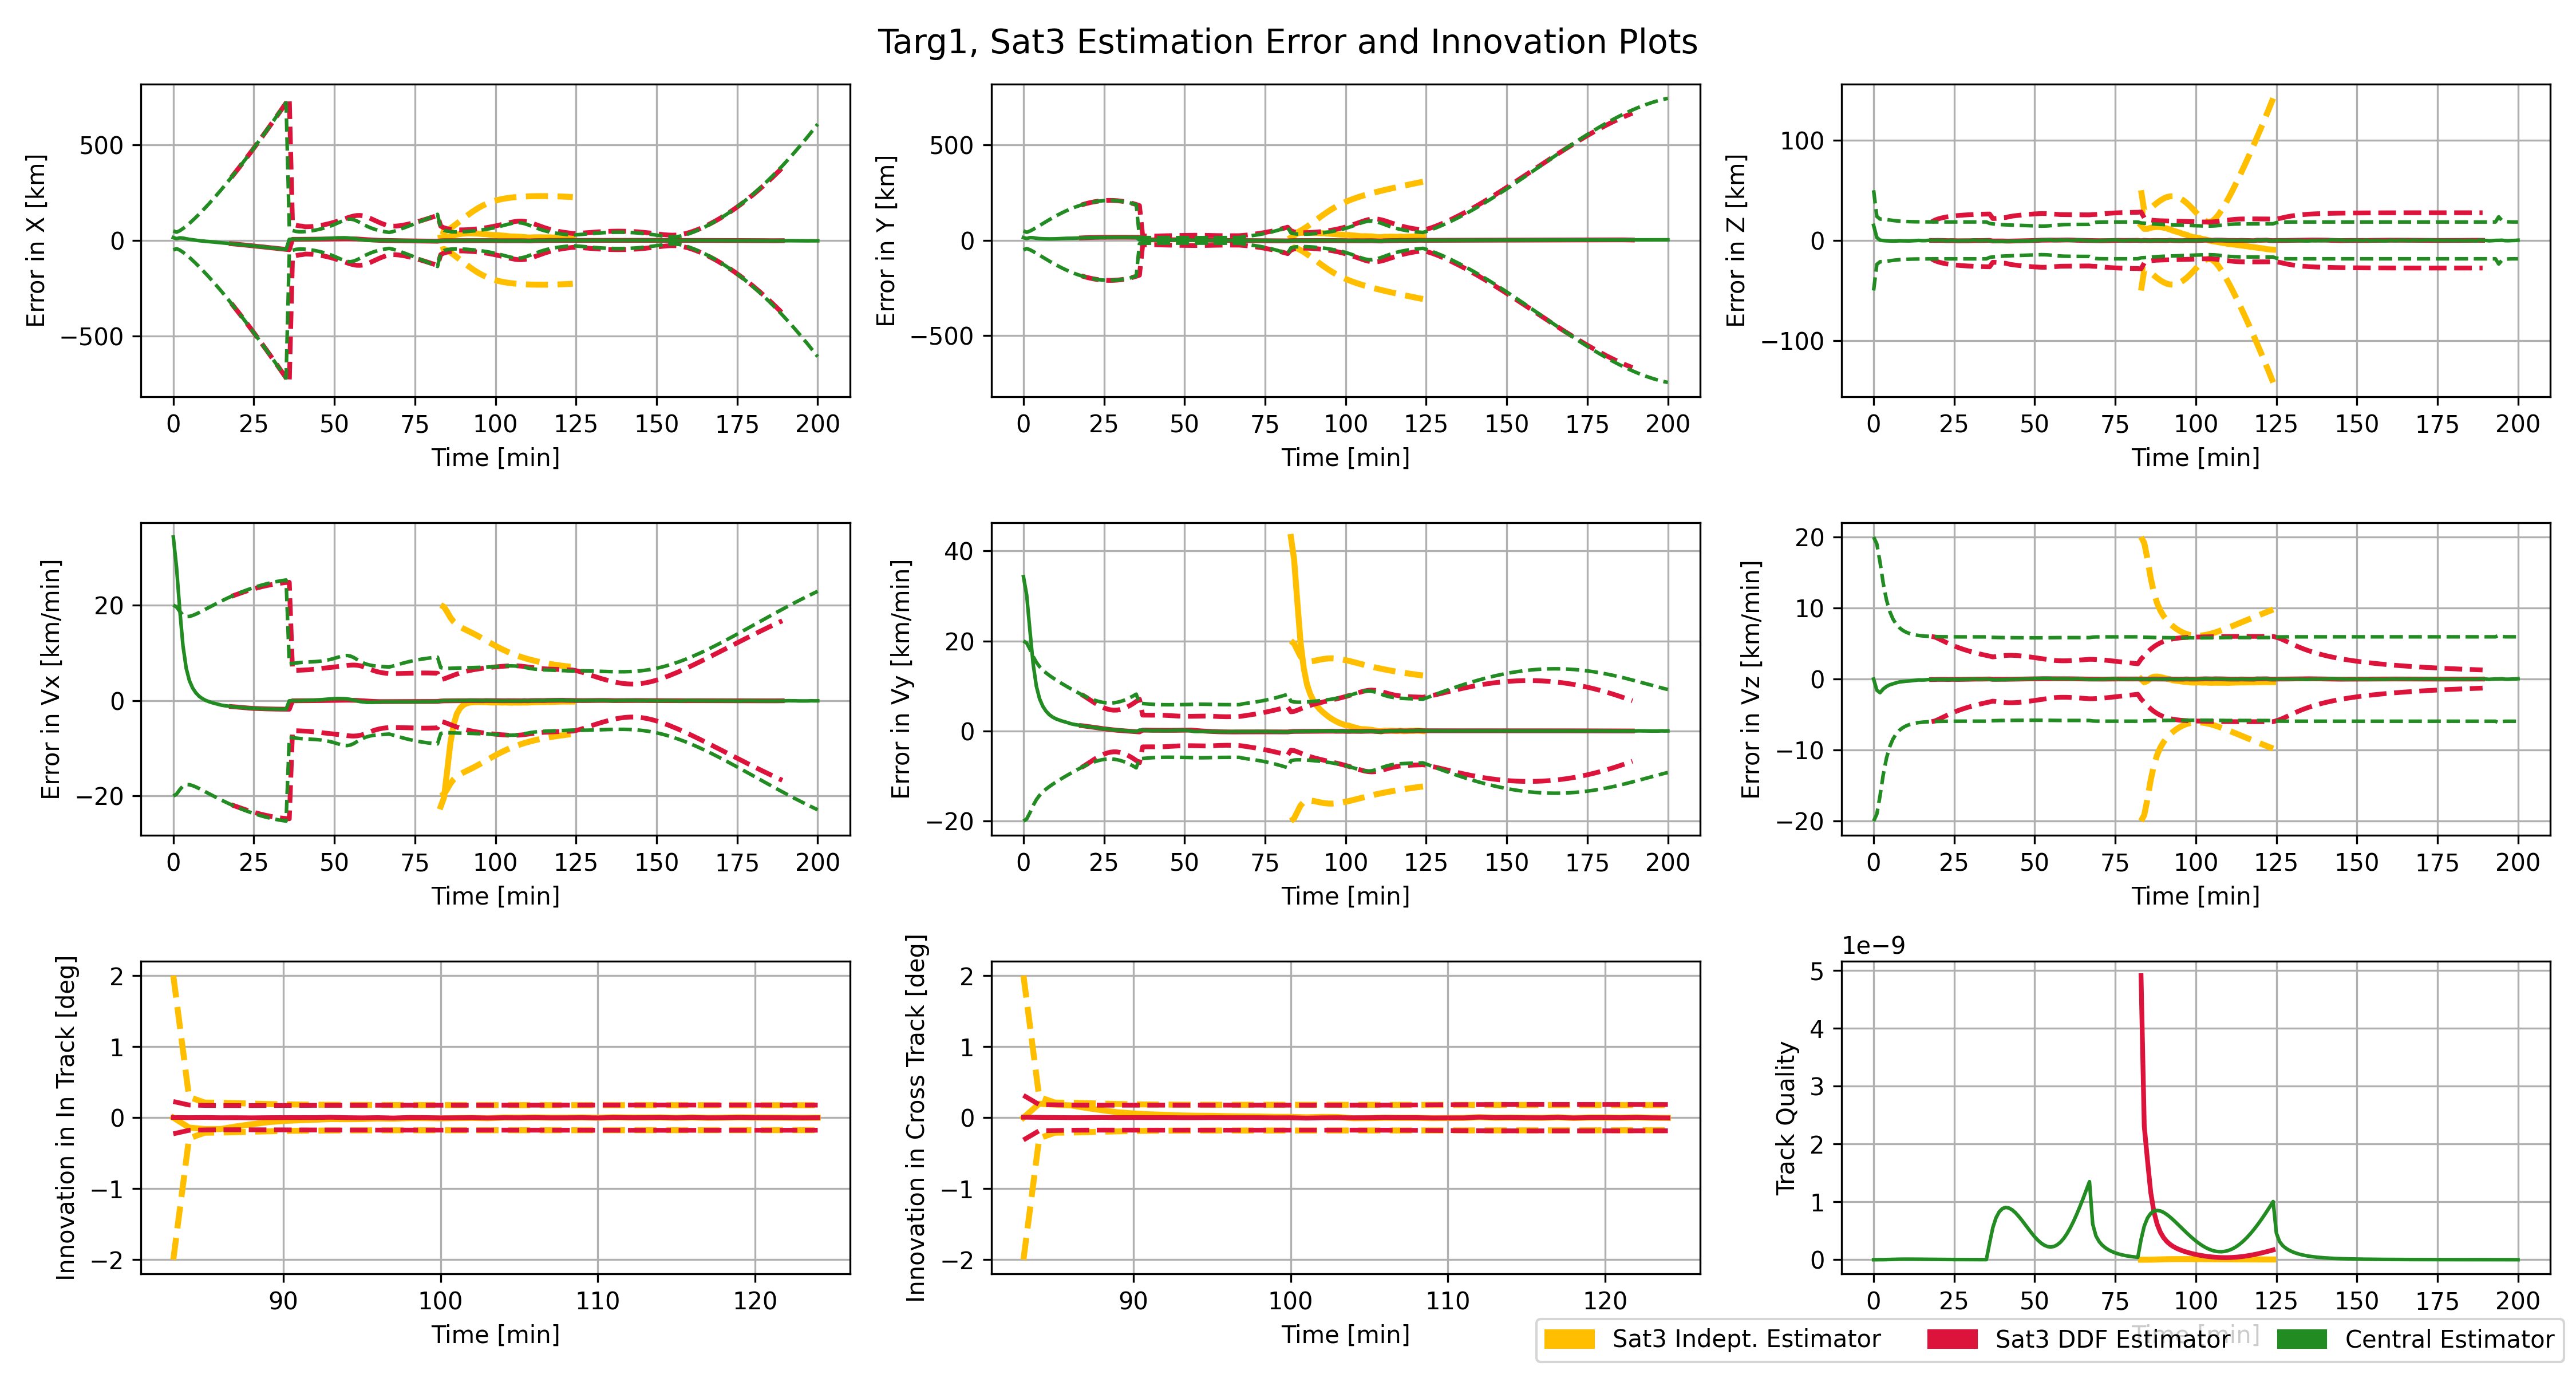 Targ1, Sat3 Estimation Error and Innovation Plots
Error in X [km]
500
0
−500
0 25 50 75 100 125 150 175 200
Time [min]
Error in Y [km]
500
0
−500
0 25 50 75 100 125 150 175 200
Time [min]
Error in Z [km]
100
0
−100
0 25 50 75 100 125 150 175 200
Time [min]
Error in Vx [km/min]
20
0
−20
0 25 50 75 100 125 150 175 200
Time [min]
Error in Vy [km/min]
40
20
0
−20
0 25 50 75 100 125 150 175 200
Time [min]
Error in Vz [km/min]
20
10
0
−10
−20
0 25 50 75 100 125 150 175 200
Time [min]
Innovation in In Track [deg]
2
1
0
−1
−2
90 100 110 120
Time [min]
Innovation in Cross Track [deg]
2
1
0
−1
−2
90 100 110 120
Time [min]
1e−9
Track Quality
5
4
3
2
1
0
0 25 50 75 100 125 150 175 200
Time [min]
Sat3 Indept. Estimator
Sat3 DDF Estimator
Central Estimator